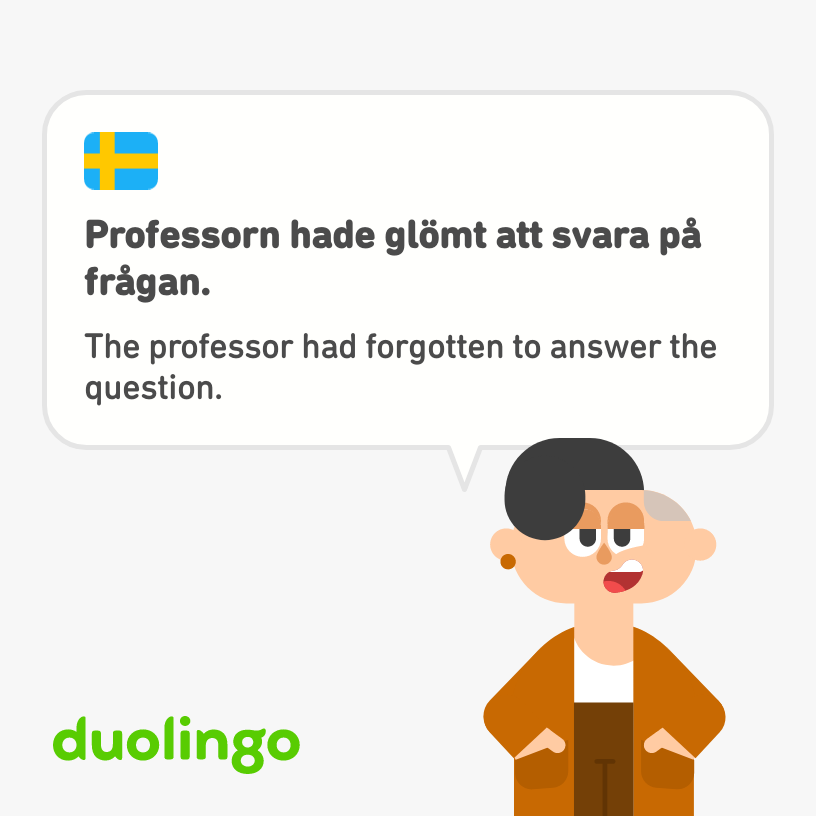 Professorn hade glömt att svara på
frågan.
The professor had forgotten to answer the
question.
duolingo